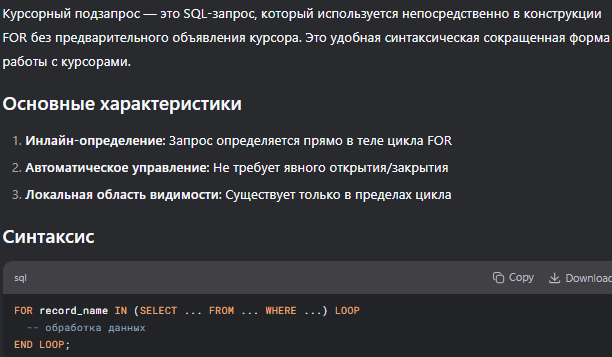 Курсорный подзапрос — это SQL-запрос, который используется непосредственно в конструкции
FOR без предварительного объявления курсора. Это удобная синтаксическая сокращенная форма
работы с курсорами.
Основные характеристики
1. Инлайн-определение: Запрос определяется прямо в теле цикла FOR
2. Автоматическое управление: Не требует явного открытия/закрытия
3. Локальная область видимости: Существует только в пределах цикла
Синтаксис
sql Copy Download
FOR record_name IN (SELECT ... FROM ... WHERE ...) LOOP
-- обработка данных
END LOOP;